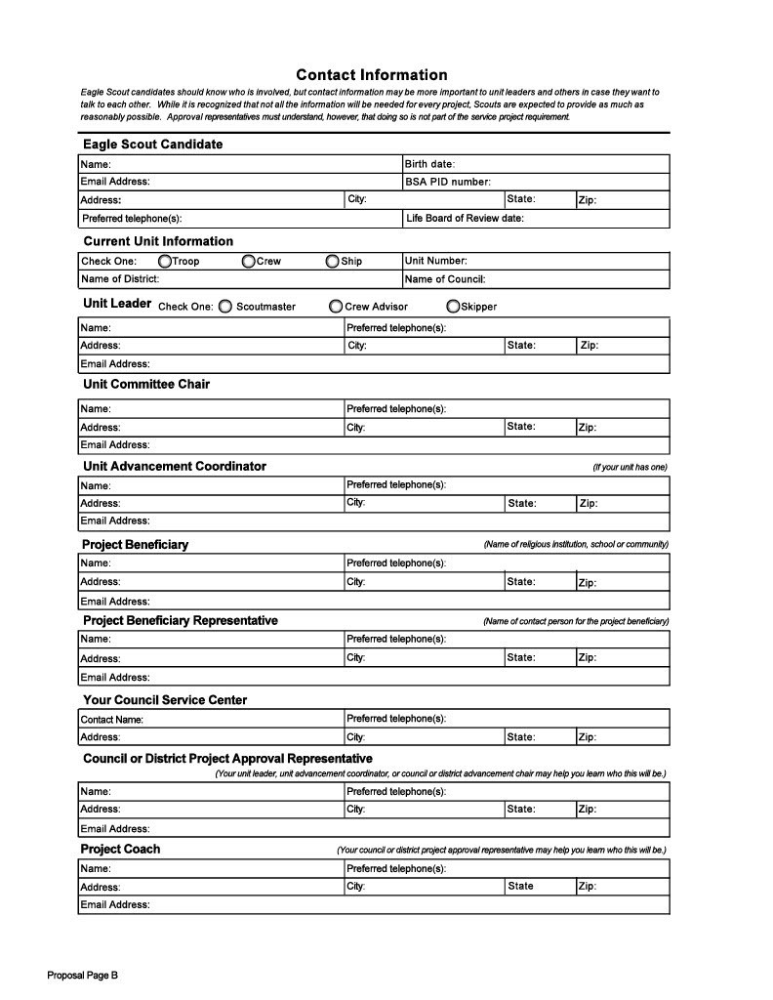 Contact Information
Eagle Scout candidates should know who is involved, but contact information may be more important to unit leaders and others in case they want to
talk to each other. While it is recognized that not all the information will be needed for every project, Scouts are expected to provide as much as
reasonably possible. Approval representatives must understand, however, that doing so is not part of the service project requirement.
Eagle Scout Candidate
Name: Birth date:
Email Address: BSA PID number:
Address: City: State: Zip:
Preferred telephone(s): Life Board of Review date:
Current Unit Information
Check One: Troop Crew Ship Unit Number:
Name of District: Name of Council:
Unit Leader Check One: Scoutmaster Crew Advisor Skipper
Name: Preferred telephone(s):
Address: City: State: Zip:
Email Address:
Unit Committee Chair
Name: Preferred telephone(s):
Address: City: State: Zip:
Email Address:
Unit Advancement Coordinator (If your unit has one)
Name: Preferred telephone(s):
Address: City: State: Zip:
Email Address:
Project Beneficiary (Name of religious institution, school or community)
Name: Preferred telephone(s):
Address: City: State: Zip:
Email Address:
Project Beneficiary Representative (Name of contact person for the project beneficiary)
Name: Preferred telephone(s):
Address: City: State: Zip:
Email Address:
Your Council Service Center
Contact Name: Preferred telephone(s):
Address: City: State: Zip:
Council or District Project Approval Representative
(Your unit leader, unit advancement coordinator, or council or district advancement chair may help you learn who this will be.)
Name: Preferred telephone(s):
Address: City: State: Zip:
Email Address:
Project Coach (Your council or district project approval representative may help you learn who this will be.)
Name: Preferred telephone(s):
Address: City: State Zip:
Email Address:
Proposal Page B